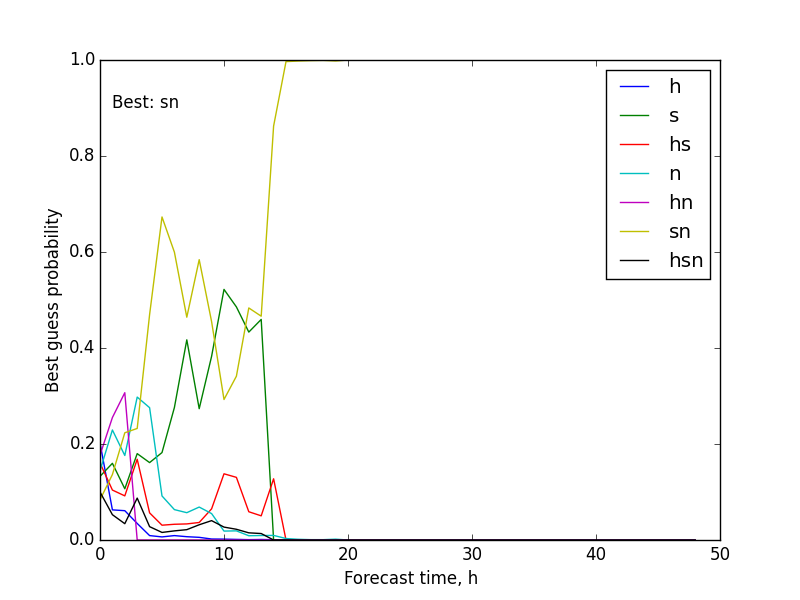 1.0
Best: sn
h
s
hs
n
hn
sn
hsn
0.8
0.6
0.4
0.2
0.0
Best guess probability
0 10 20 30 40 50
Forecast time, h